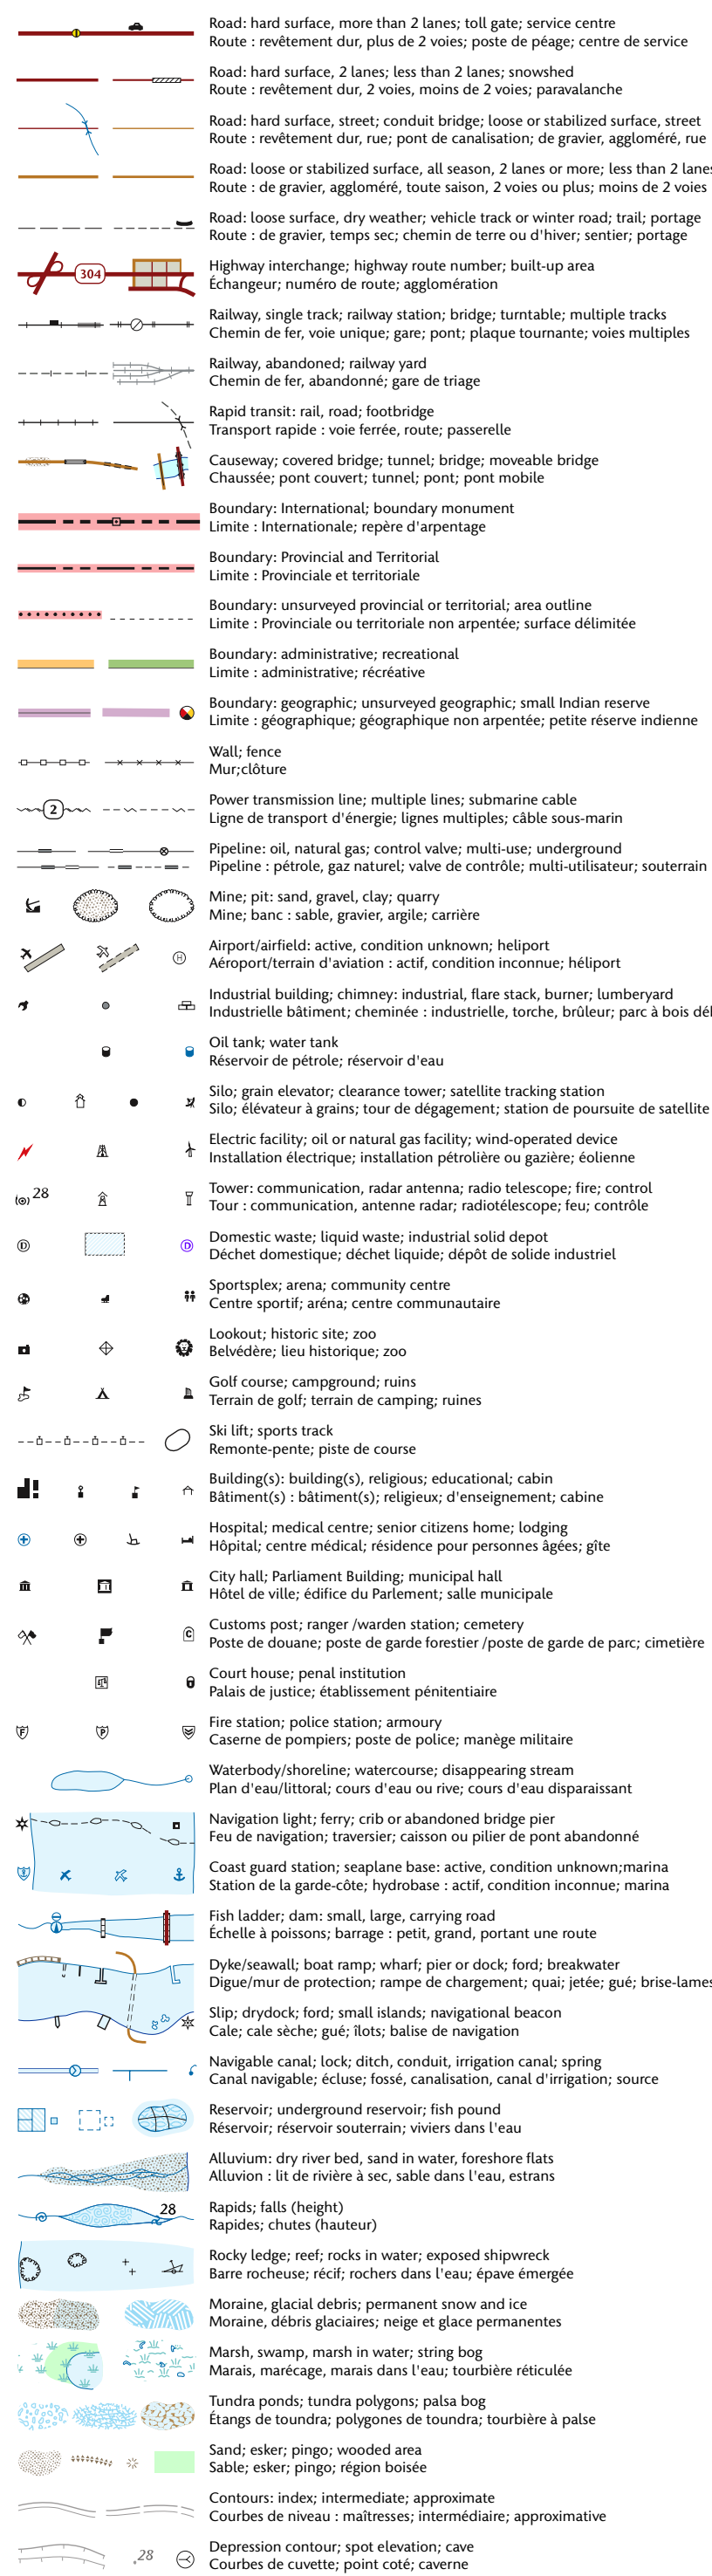 Road: hard surface, more than 2 lanes; toll gate; service centre
Route : revêtement dur, plus de 2 voies; poste de péage; centre de service
Road: hard surface, 2 lanes; less than 2 lanes; snowshed
Route : revêtement dur, 2 voies, moins de 2 voies; paravalanche
Road: hard surface, street; conduit bridge; loose or stabilized surface, street
Route : revêtement dur, rue; pont de canalisation; de gravier, aggloméré, rue
Road: loose or stabilized surface, all season, 2 lanes or more; less than 2 lanes
Route : de gravier, aggloméré, toute saison, 2 voies ou plus; moins de 2 voies
Road: loose surface, dry weather; vehicle track or winter road; trail; portage
Route : de gravier, temps sec; chemin de terre ou d'hiver; sentier; portage
304
Highway interchange; highway route number; built-up area
Échangeur; numéro de route; agglomération
Railway, single track; railway station; bridge; turntable; multiple tracks
Chemin de fer, voie unique; gare; pont; plaque tournante; voies multiples
Railway, abandoned; railway yard
Chemin de fer, abandonné; gare de triage
Rapid transit: rail, road; footbridge
Transport rapide : voie ferrée, route; passerelle
Causeway; covered bridge; tunnel; bridge; moveable bridge
Chaussée; pont couvert; tunnel; pont; pont mobile
Boundary: International; boundary monument
Limite : Internationale; repère d'arpentage
Boundary: Provincial and Territorial
Limite : Provinciale et territoriale
Boundary: unsurveyed provincial or territorial; area outline
Limite : Provinciale ou territoriale non arpentée; surface délimitée
Boundary: administrative; recreational
Limite : administrative; récréative
Boundary: geographic; unsurveyed geographic; small Indian reserve
Limite : géographique; géographique non arpentée; petite réserve indienne
Wall; fence
Mur;clôture
2
Power transmission line; multiple lines; submarine cable
Ligne de transport d'énergie; lignes multiples; câble sous-marin
Pipeline: oil, natural gas; control valve; multi-use; underground
Pipeline : pétrole, gaz naturel; valve de contrôle; multi-utilisateur; souterrain
Mine; pit: sand, gravel, clay; quarry
Mine; banc : sable, gravier, argile; carrière
H
Airport/airfield: active, condition unknown; heliport
Aéroport/terrain d'aviation : actif, condition inconnue; héliport
Industrial building; chimney: industrial, flare stack, burner; lumberyard
Industrielle bâtiment; cheminée : industrielle, torche, brûleur; parc à bois
Oil tank; water tank
Réservoir de pétrole; réservoir d'eau
Silo; grain elevator; clearance tower; satellite tracking station
Silo; élévateur à grains; tour de dégagement; station de poursuite de satellite
Electric facility; oil or natural gas facility; wind-operated device
Installation électrique; installation pétrolière ou gazière; éolienne
28
Tower: communication, radar antenna; radio telescope; fire; control
Tour : communication, antenne radar; radiotélescope; feu; contrôle
D D
Domestic waste; liquid waste; industrial solid depot
Déchet domestique; déchet liquide; dépôt de solide industriel
Sportsplex; arena; community centre
Centre sportif; aréna; centre communautaire
Lookout; historic site; zoo
Belvédère; lieu historique; zoo
Golf course; campground; ruins
Terrain de golf; terrain de camping; ruines
Ski lift; sports track
Remonte-pente; piste de course
Building(s): building(s), religious; educational; cabin
Bâtiment(s) : bâtiment(s); religieux; d'enseignement; cabine
Hospital; medical centre; senior citizens home; lodging
Hôpital; centre médical; résidence pour personnes âgées; gîte
City hall; Parliament Building; municipal hall
Hôtel de ville; édifice du Parlement; salle municipale
C
Customs post; ranger /warden station; cemetery
Poste de douane; poste de garde forestier /poste de garde de parc; cimetière
Court house; penal institution
Palais de justice; établissement pénitentiaire
F P
Fire station; police station; armoury
Caserne de pompiers; poste de police; manège militaire
Waterbody/shoreline; watercourse; disappearing stream
Plan d'eau/littoral; cours d'eau ou rive; cours d'eau disparaissant
Navigation light; ferry; crib or abandoned bridge pier
Feu de navigation; traversier; caisson ou pilier de pont abandonné
Coast guard station; seaplane base: active, condition unknown;marina
Station de la garde-côte; hydrobase : actif, condition inconnue; marina
Fish ladder; dam: small, large, carrying road
Échelle à poissons; barrage : petit, grand, portant une route
Dyke/seawall; boat ramp; wharf; pier or dock; ford; breakwater
Digue/mur de protection; rampe de chargement; quai; jetée; gué; brise-lames
Slip; drydock; ford; small islands; navigational beacon
Cale; cale sèche; gué; îlots; balise de navigation
Navigable canal; lock; ditch, conduit, irrigation canal; spring
Canal navigable; écluse; fossé, canalisation, canal d'irrigation; source
Reservoir; underground reservoir; fish pound
Réservoir; réservoir souterrain; viviers dans l'eau
Alluvium: dry river bed, sand in water, foreshore flats
Alluvion : lit de rivière à sec, sable dans l'eau, estrans
28
Rapids; falls (height)
Rapides; chutes (hauteur)
Rocky ledge; reef; rocks in water; exposed shipwreck
Barre rocheuse; récif; rochers dans l'eau; épave émergée
Moraine, glacial debris; permanent snow and ice
Moraine, débris glaciaires; neige et glace permanentes
Marsh, swamp, marsh in water; string bog
Marais, marécage, marais dans l'eau; tourbière réticulée
Tundra ponds; tundra polygons; palsa bog
Étangs de toundra; polygones de toundra; tourbière à palse
Sand; esker; pingo; wooded area
Sable; esker; pingo; région boisée
Contours: index; intermediate; approximate
Courbes de niveau : maîtresses; intermédiaire; approximative
28
Depression contour; spot elevation; cave
Courbes de cuvette; point coté; caverne